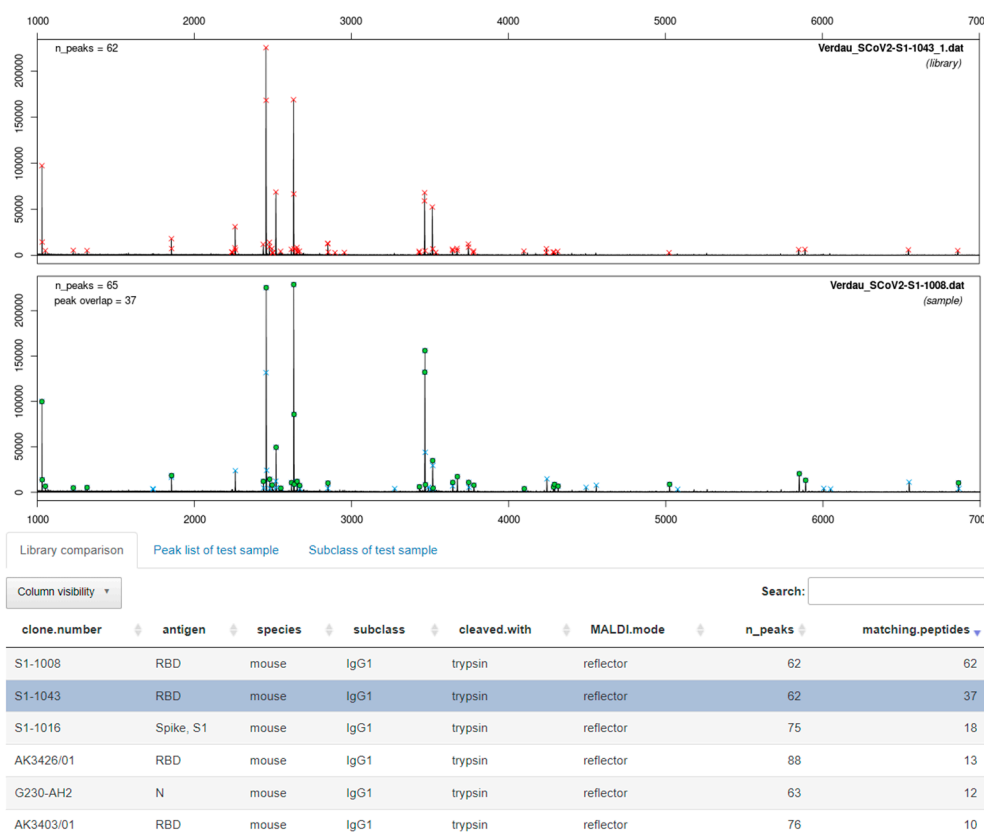 1000 2000 3000 4000 5000 6000 700
n_peaks = 62 Verdau_SCoV2-S1-1043_1.dat
(library)
200000
150000
100000
50000
0
n_peaks = 65 Verdau_SCoV2-S1-1008.dat
peak overlap = 37 (sample)
200000
150000
100000
50000
0
1000 2000 3000 4000 5000 6000 700
Library comparison Peak list of test sample Subclass of test sample
Column visibility Search:
clone.number antigen species subclass cleaved.with MALDI.mode n_peaks matching.peptides
S1-1008 RBD mouse IgG1 trypsin reflector 62 62
S1-1043 RBD mouse IgG1 trypsin reflector 62 37
S1-1016 Spike, S1 mouse IgG1 trypsin reflector 75 18
AK3426/01 RBD mouse IgG1 trypsin reflector 88 13
G230-AH2 N mouse IgG1 trypsin reflector 63 12
AK3403/01 RBD mouse IgG1 trypsin reflector 76 10